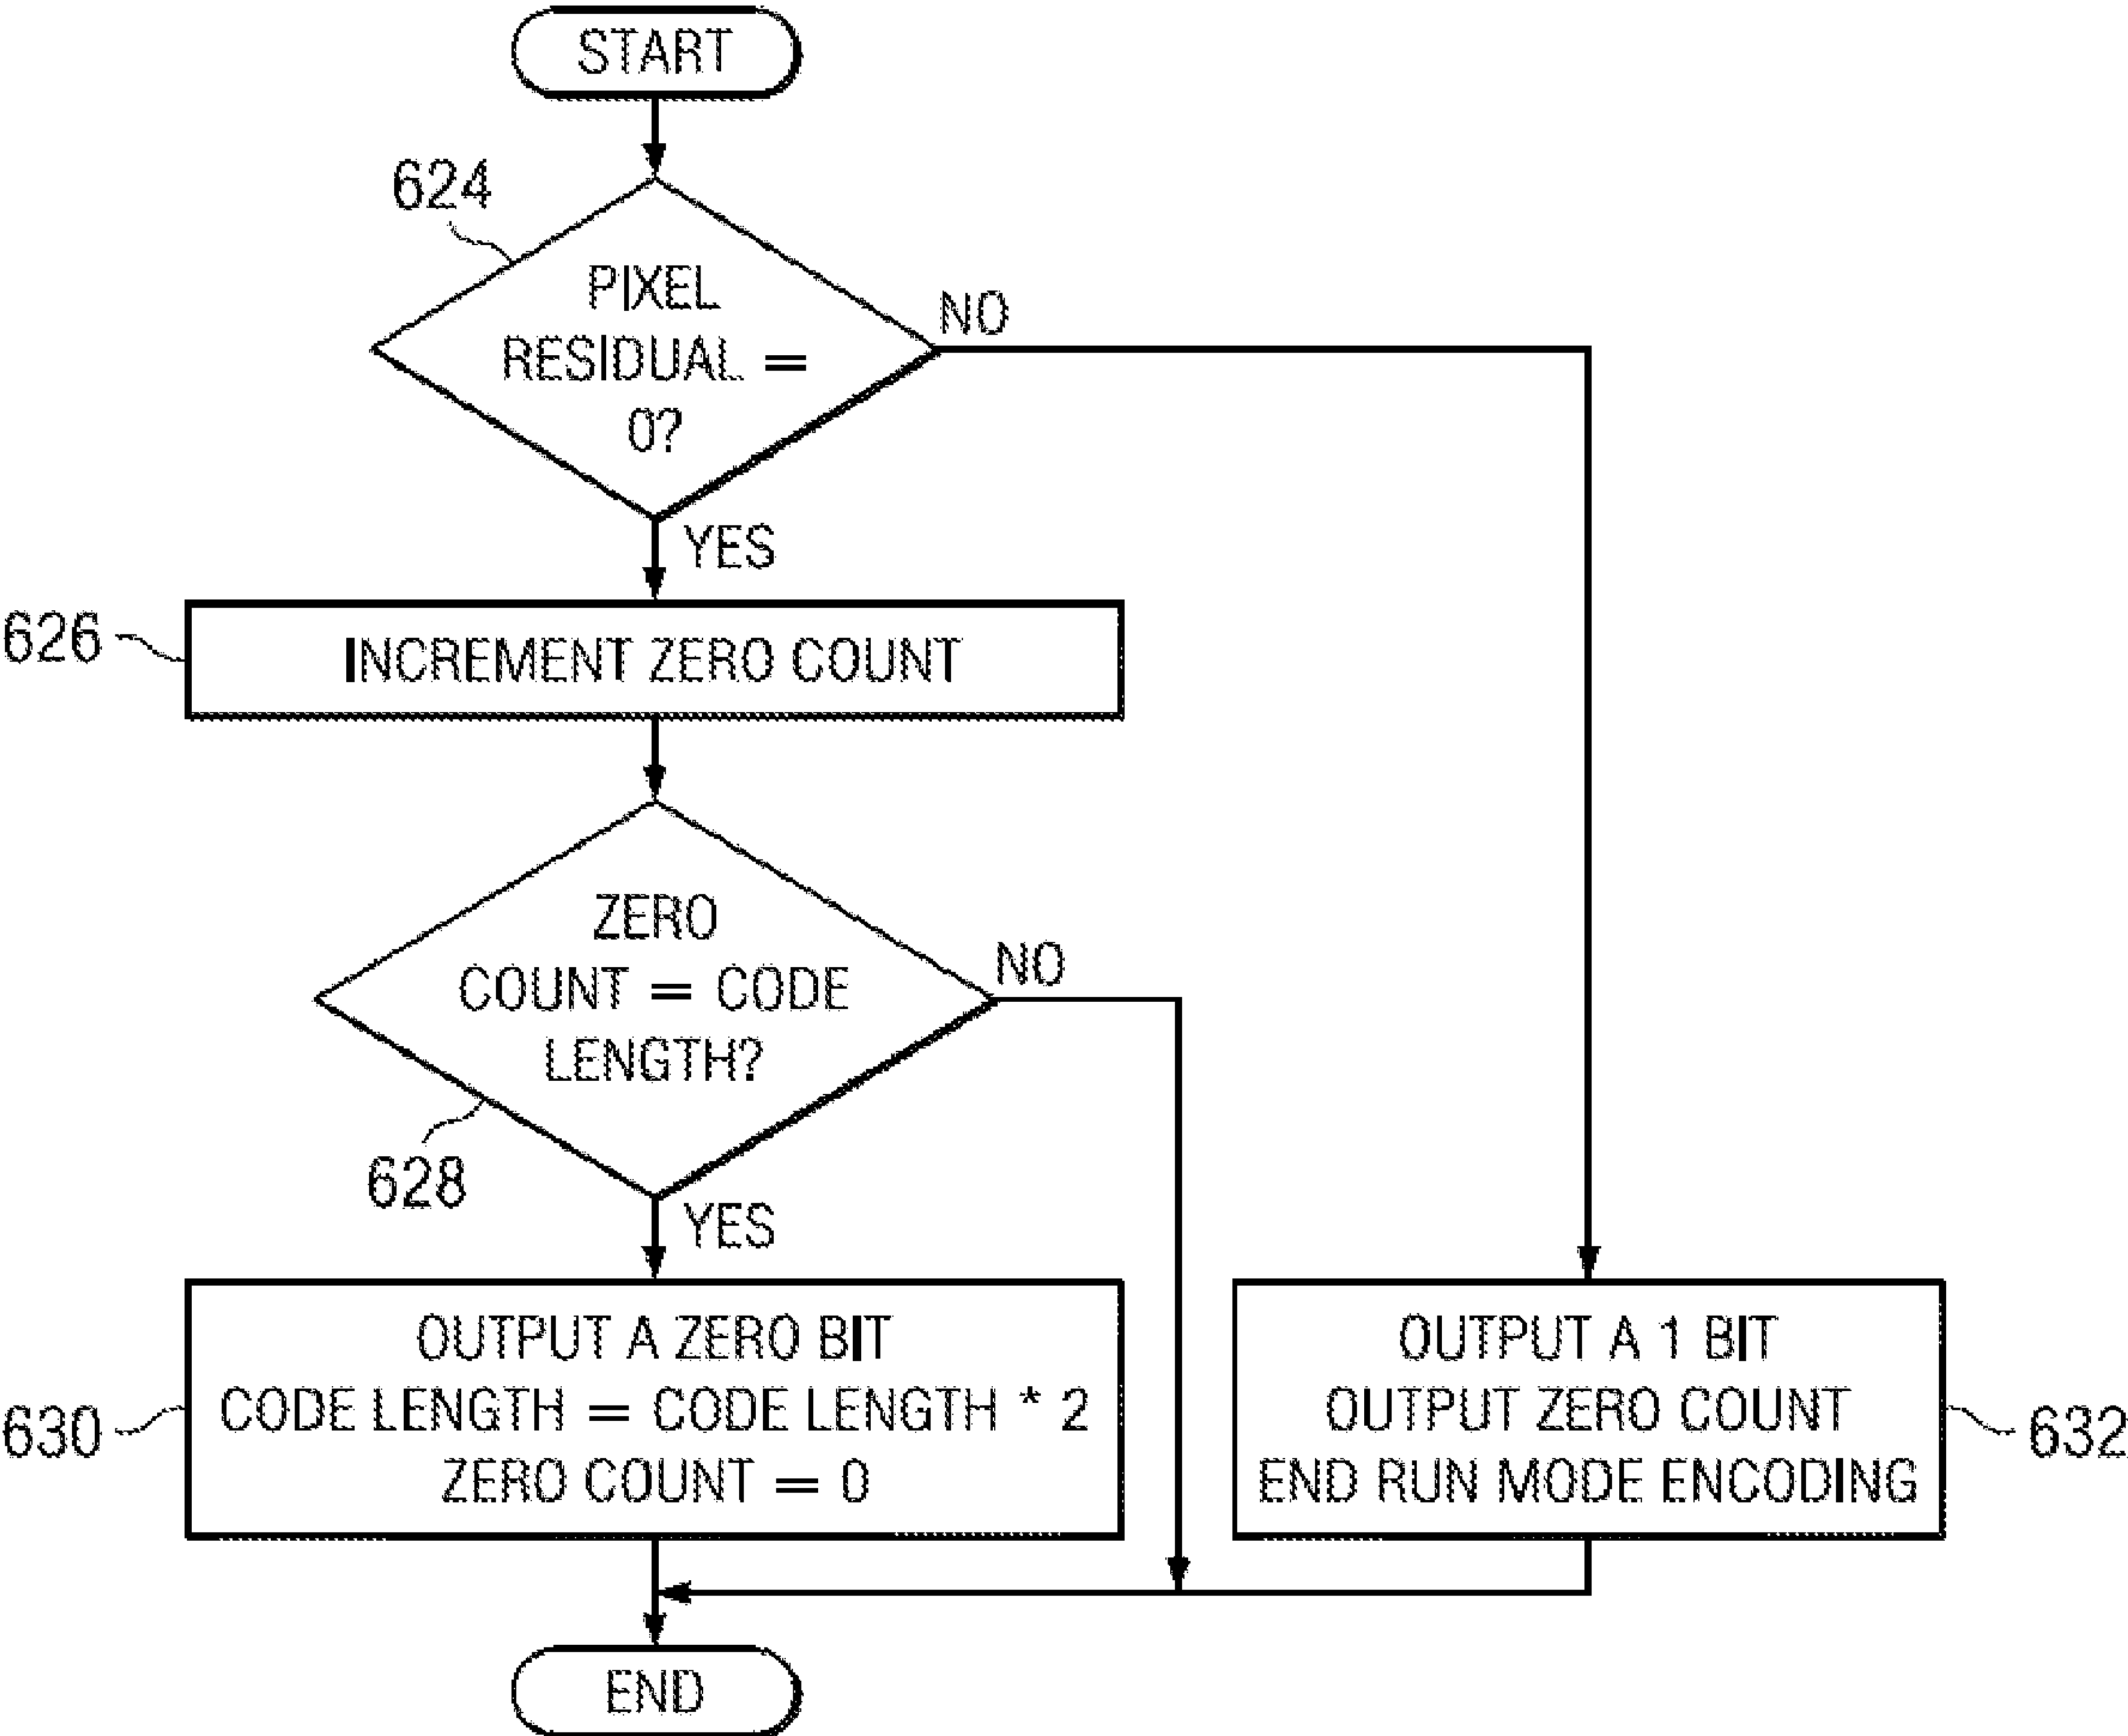 START
624
PIXEL
RESIDUAL =
0?
NO
YES
626
INCREMENT ZERO COUNT
ZERO
COUNT = CODE
LENGTH?
NO
628
YES
OUTPUT A ZERO BIT
CODE LENGTH = CODE LENGTH * 2
ZERO COUNT = 0
630
OUTPUT A 1 BIT
OUTPUT ZERO COUNT
END RUN MODE ENCODING
632
END